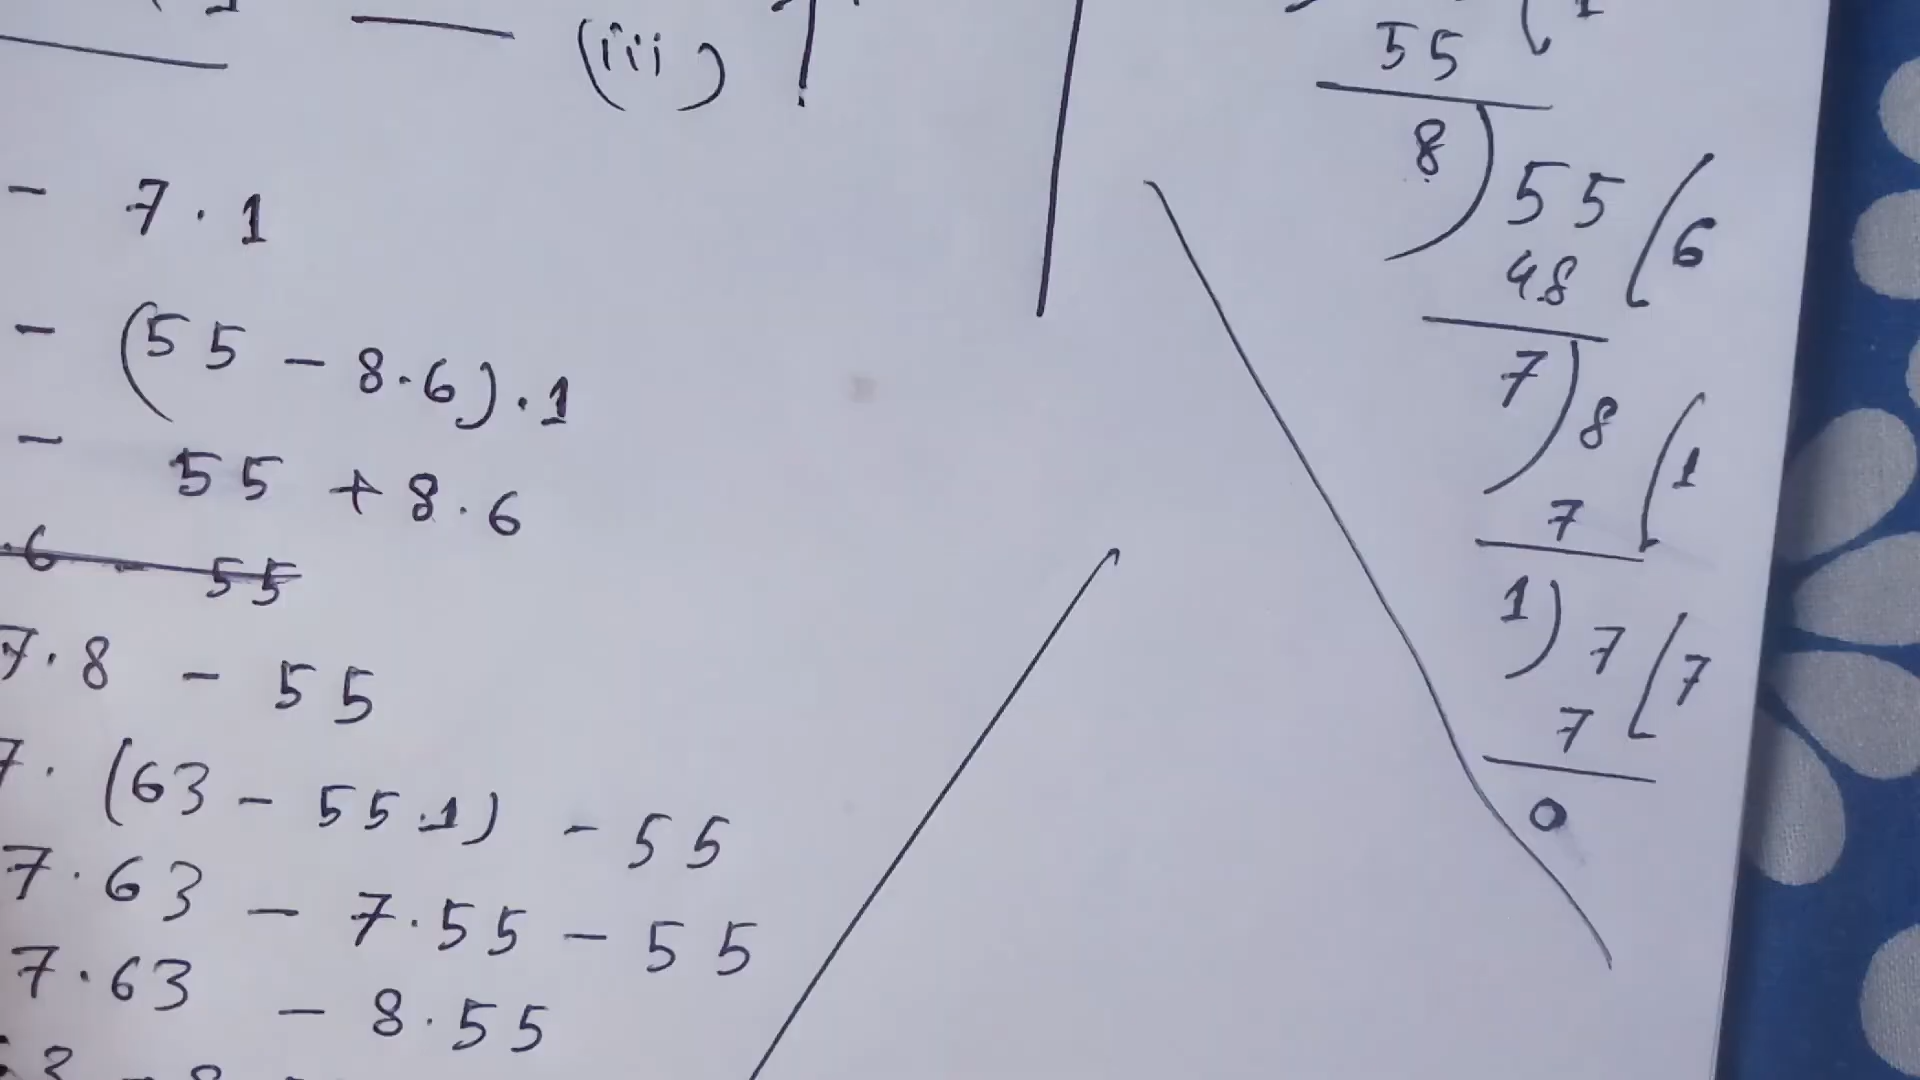 (iii)
- 7.1
- (55 - 8.6).1
- 55 + 8.6
.6 - 55
7.8 - 55
7. (63 - 55.1) - 55
7.63 - 7.55 - 55
7.63 - 8.55
55 ( 1
8 ) 55 ( 6
48
7 ) 8 ( 1
7
1 ) 7 ( 7
7
0